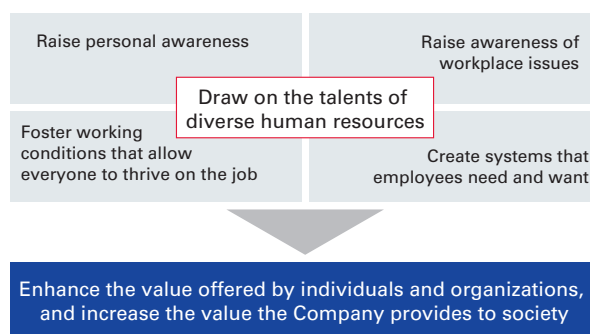 Raise personal awareness
Raise awareness of
workplace issues
Draw on the talents of
diverse human resources
Foster working
conditions that allow
everyone to thrive on the job
Create systems that
employees need and want
Enhance the value offered by individuals and organizations,
and increase the value the Company provides to society